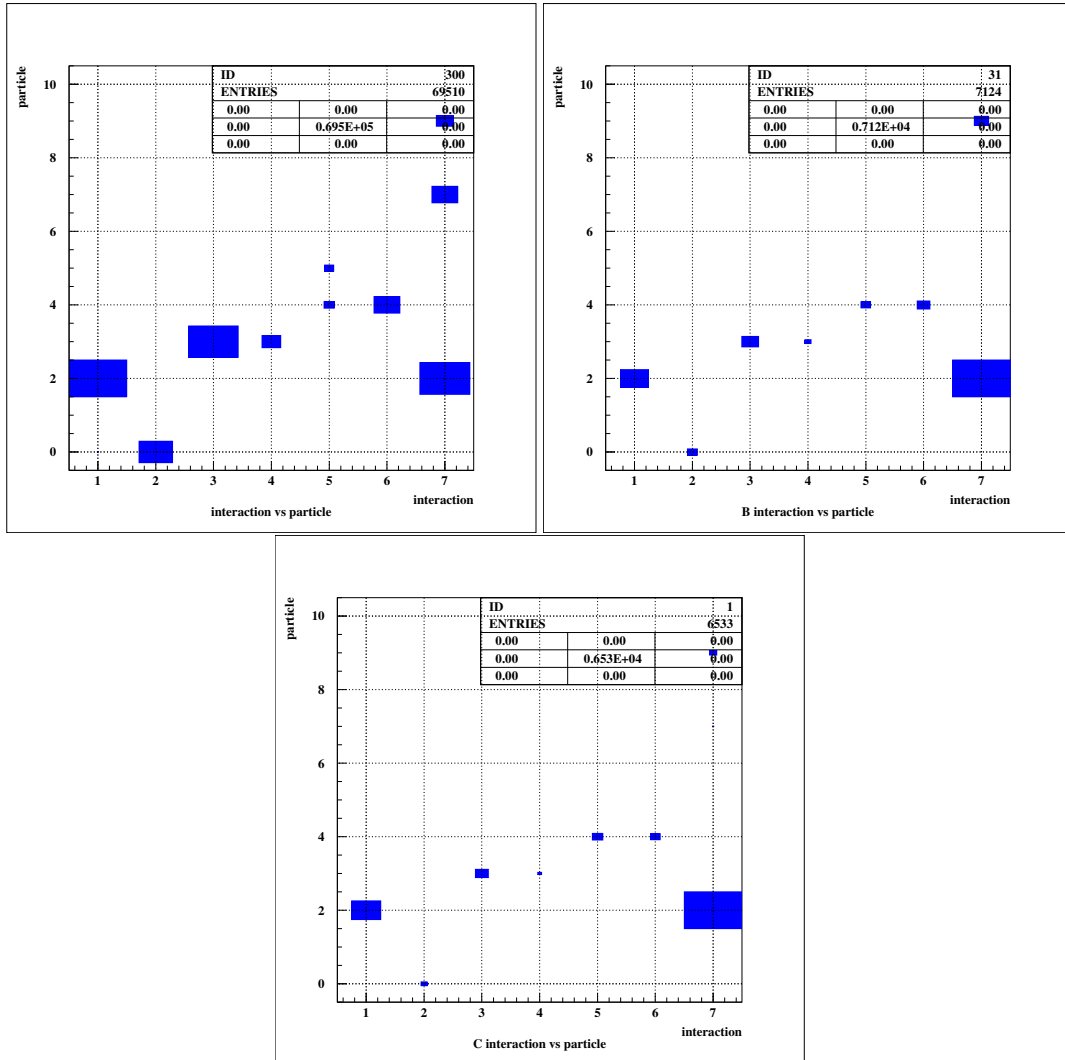 ID 300
ENTRIES 69510
0.00 0.00 0.00
0.00 0.695E+05 0.00
0.00 0.00 0.00
particle
10
8
6
4
2
0
1 2 3 4 5 6 7
interaction
interaction vs particle
ID 31
ENTRIES 7124
0.00 0.00 0.00
0.00 0.712E+04 0.00
0.00 0.00 0.00
particle
10
8
6
4
2
0
1 2 3 4 5 6 7
interaction
B interaction vs particle
ID 1
ENTRIES 6533
0.00 0.00 0.00
0.00 0.653E+04 0.00
0.00 0.00 0.00
particle
10
8
6
4
2
0
1 2 3 4 5 6 7
interaction
C interaction vs particle